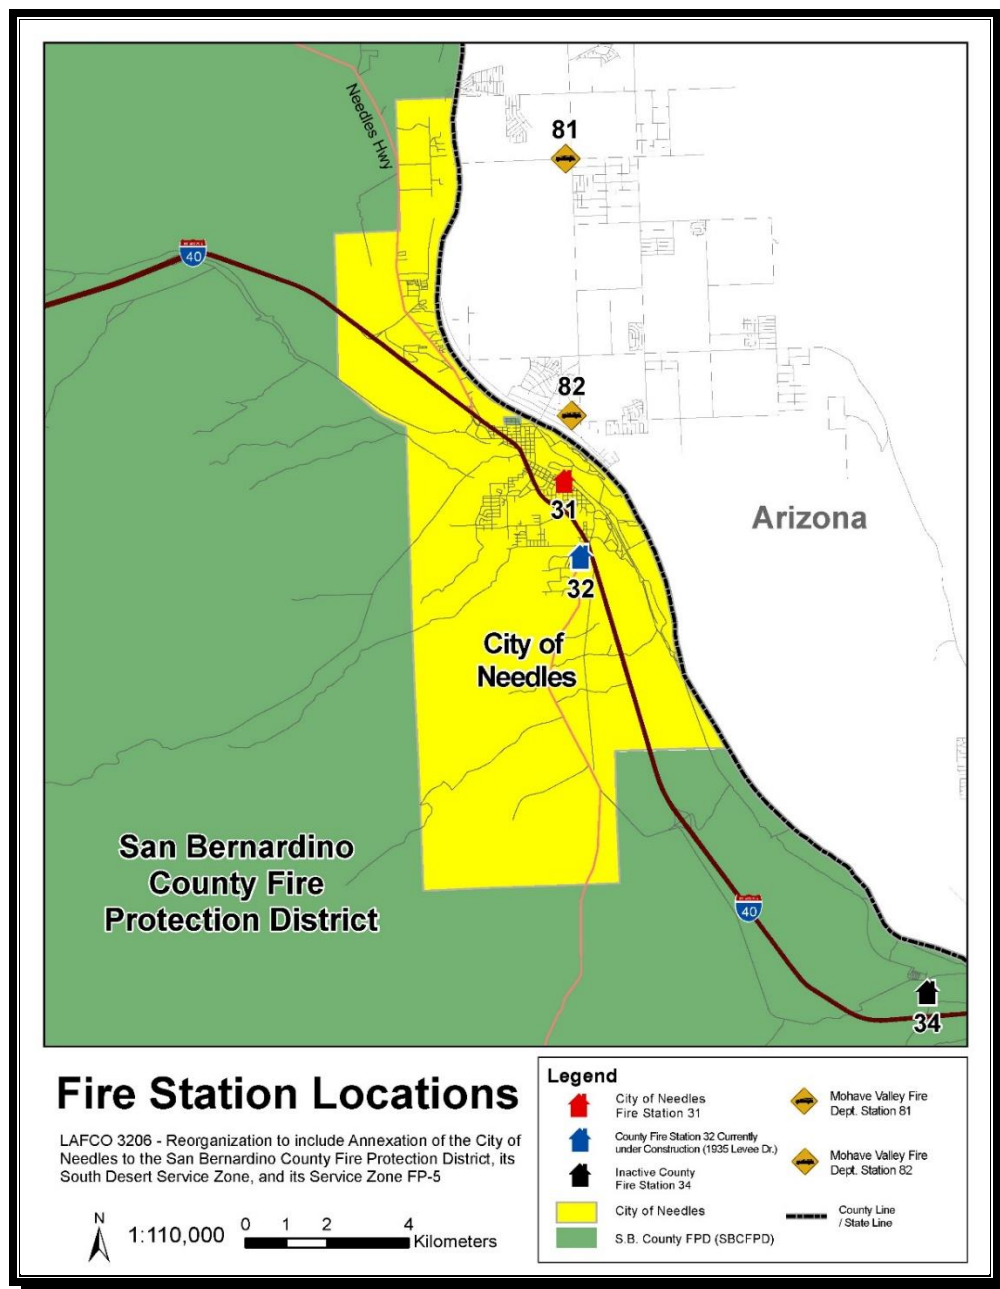 Needles Hwy
81
40
82
31
Arizona
32
City of
Needles
San Bernardino
County Fire
Protection District
40
34
Fire Station Locations
LAFCO 3206 - Reorganization to include Annexation of the City of
Needles to the San Bernardino County Fire Protection District, its
South Desert Service Zone, and its Service Zone FP-5
N
1:110,000
0 1 2 4
Kilometers
Legend
City of Needles
Fire Station 31
County Fire Station 32 Currently
under Construction (1935 Levee Dr.)
Inactive County
Fire Station 34
City of Needles
S.B. County FPD (SBCFPD)
Mohave Valley Fire
Dept. Station 81
Mohave Valley Fire
Dept. Station 82
County Line
/ State Line